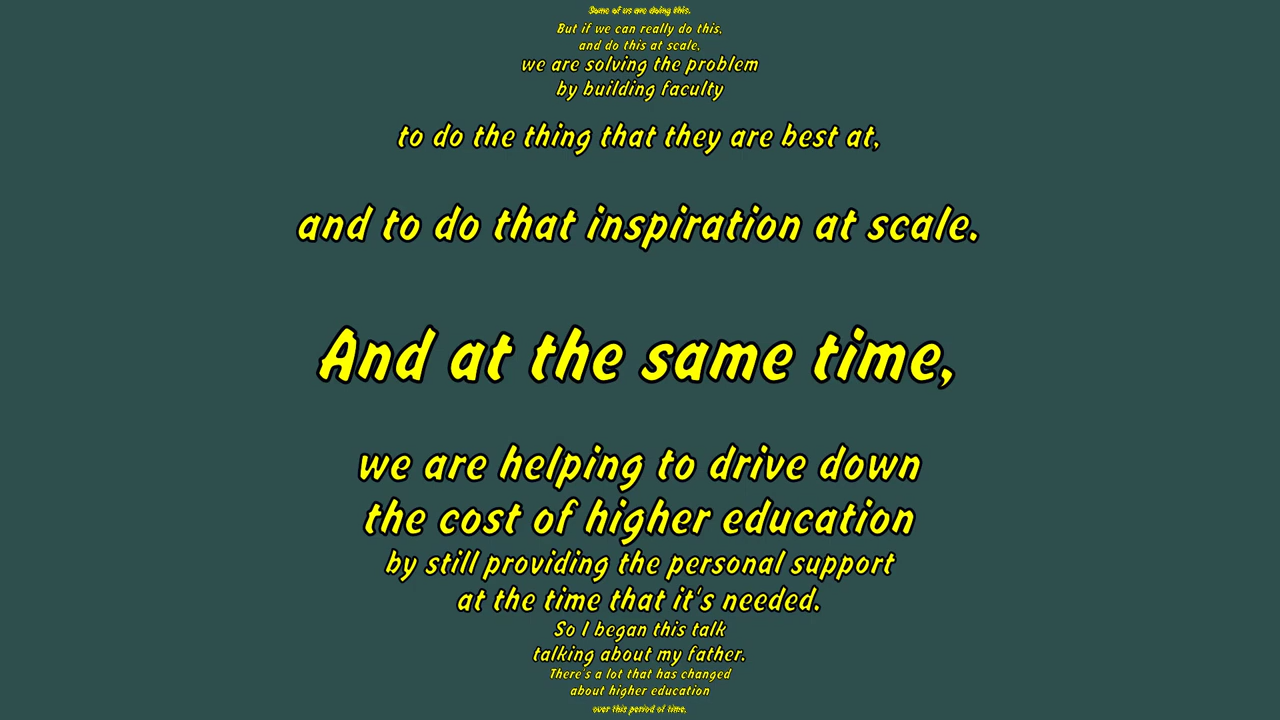 Some of us are doing this.
But if we can really do this,
and do this at scale,
we are solving the problem
by building faculty
to do the thing that they are best at,
and to do that inspiration at scale.
And at the same time,
we are helping to drive down
the cost of higher education
by still providing the personal support
at the time that it's needed.
So I began this talk
talking about my father.
There's a lot that has changed
about higher education
over this period of time.